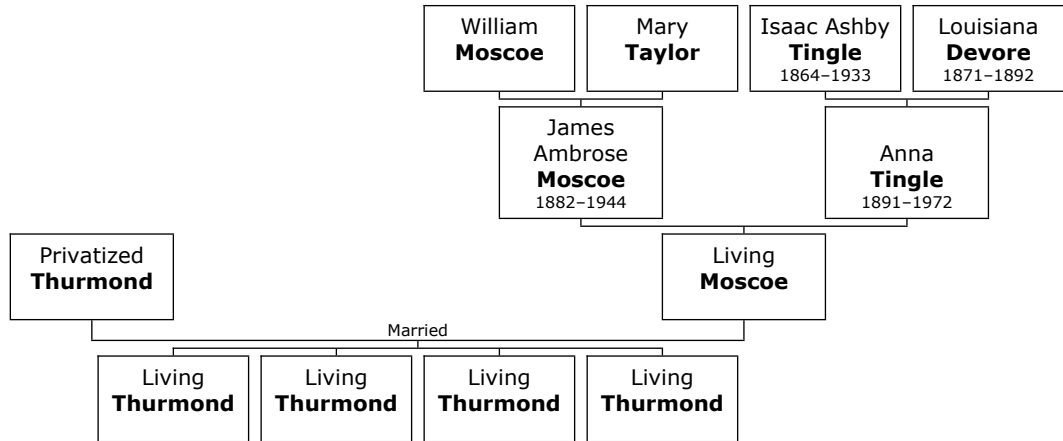 William
Moscoe
Mary
Taylor
Isaac Ashby
Tingle
1864–1933
Louisiana
Devore
1871–1892
James
Ambrose
Moscoe
1882–1944
Anna
Tingle
1891–1972
Privatized
Thurmond
Living
Moscoe
Married
Living
Thurmond
Living
Thurmond
Living
Thurmond
Living
Thurmond